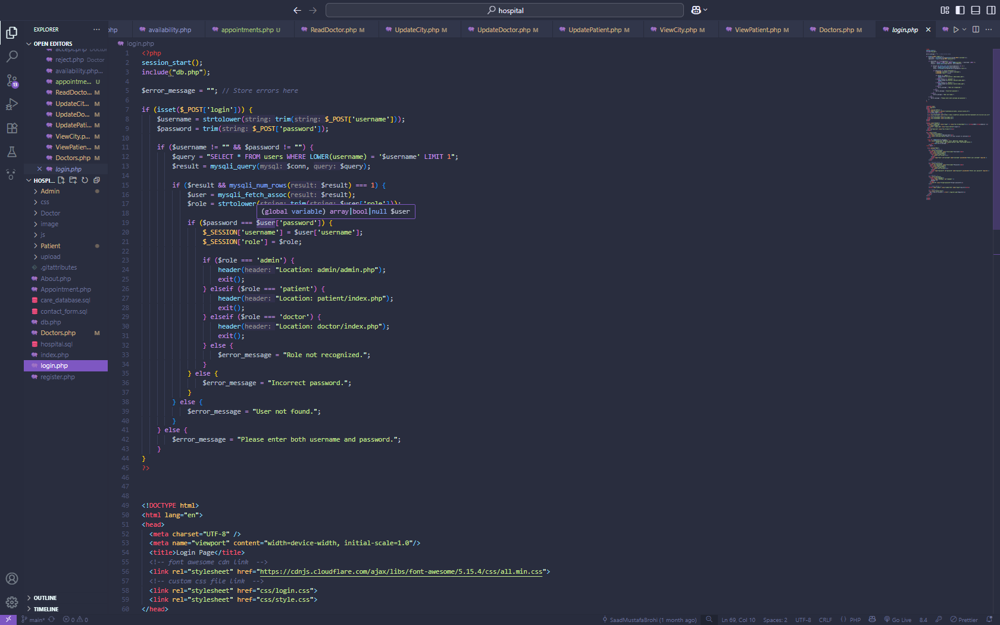 hospital
EXPLORER
OPEN EDITORS
accept.php Doctor
reject.php Doctor
availability.php...
appointme... U
ReadDocto... M
UpdateCit... M
UpdateDo... M
UpdatePati... M
ViewCity.p... M
ViewPatien... M
Doctors.php M
login.php
HOSPI...
Admin
css
Doctor
image
js
Patient
upload
.gitattributes
About.php
Appointment.php
care_database.sql
contact_form.sql
db.php
Doctors.php M
hospital.sql
index.php
login.php
register.php
OUTLINE
TIMELINE
13
php availability.php appointments.php U ReadDoctor.php M UpdateCity.php M UpdateDoctor.php M UpdatePatient.php M ViewCity.php M ViewPatient.php M Doctors.php M login.php
login.php
1 <?php
2 session_start();
3 include("db.php");
4
5 $error_message = ""; // Store errors here
6
7 if (isset($_POST['login'])) {
8 $username = strtolower(string: trim(string: $_POST['username']));
9 $password = trim(string: $_POST['password']);
10
11 if ($username != "" && $password != "") {
12 $query = "SELECT * FROM users WHERE LOWER(username) = '$username' LIMIT 1";
13 $result = mysqli_query(mysql: $conn, query: $query);
14
15 if ($result && mysqli_num_rows(result: $result) === 1) {
16 $user = mysqli_fetch_assoc(result: $result);
17 $role = strtolower(string: trim(string: $user['role']));
18 (global variable) array|bool|null $user
19 if ($password === $user['password']) {
20 $_SESSION['username'] = $user['username'];
21 $_SESSION['role'] = $role;
22
23 if ($role === 'admin') {
24 header(header: "Location: admin/admin.php");
25 exit();
26 } elseif ($role === 'patient') {
27 header(header: "Location: patient/index.php");
28 exit();
29 } elseif ($role === 'doctor') {
30 header(header: "Location: doctor/index.php");
31 exit();
32 } else {
33 $error_message = "Role not recognized.";
34 }
35 } else {
36 $error_message = "Incorrect password.";
37 }
38 } else {
39 $error_message = "User not found.";
40 }
41 } else {
42 $error_message = "Please enter both username and password.";
43 }
44 }
45 ?>
46
47
48
49 <!DOCTYPE html>
50 <html lang="en">
51 <head>
52 <meta charset="UTF-8" />
53 <meta name="viewport" content="width=device-width, initial-scale=1.0"/>
54 <title>Login Page</title>
55 <!-- font awesome cdn link -->
56 <link rel="stylesheet" href="https://cdnjs.cloudflare.com/ajax/libs/font-awesome/5.15.4/css/all.min.css">
57 <!-- custom css file link -->
58 <link rel="stylesheet" href="css/login.css">
59 <link rel="stylesheet" href="css/style.css">
60 </head>
main* 0 0 SaadMustafaBrohi (1 month ago) Ln 69, Col 10 Spaces: 2 UTF-8 CRLF {} PHP Go Live 8.4 Prettier